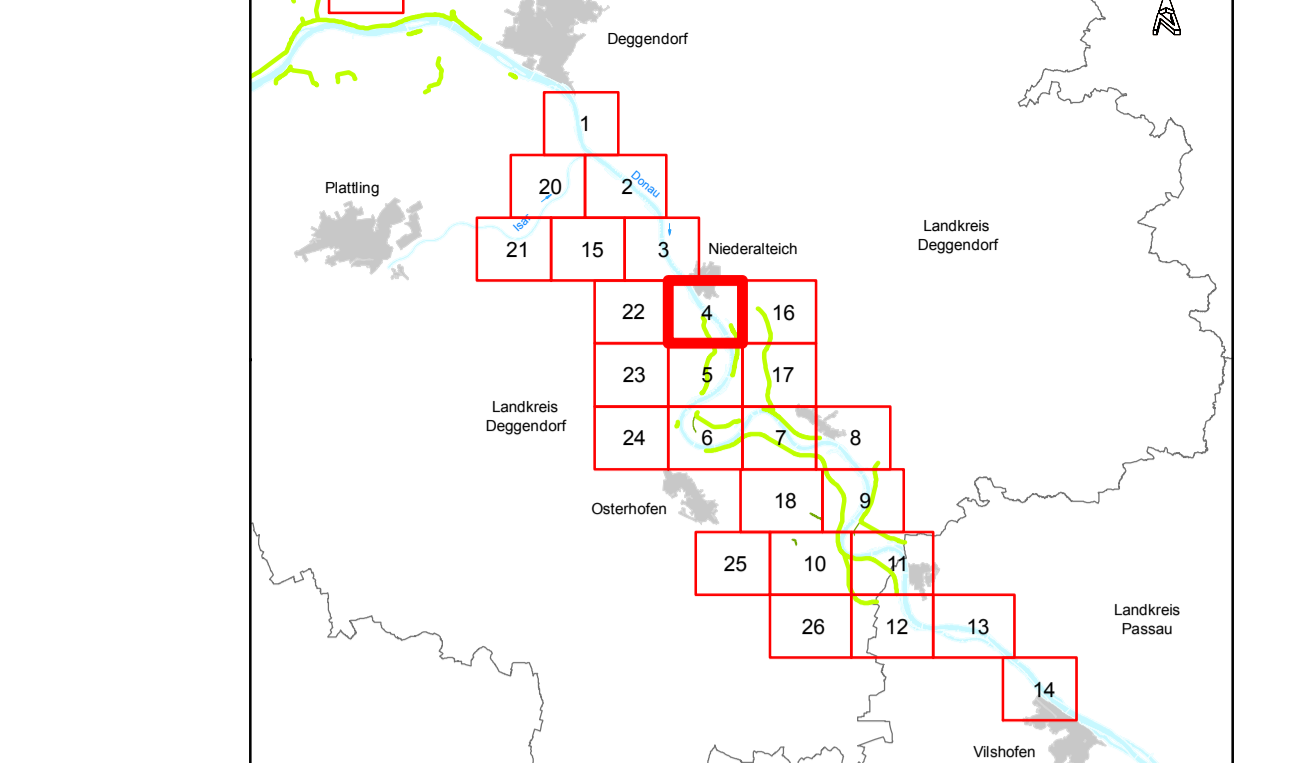 Deggendorf
1
Plattling
20
2
Donau
Isar
21
15
3
Niederalteich
Landkreis
Deggendorf
22
4
16
23
5
17
Landkreis
Deggendorf
24
6
7
8
Osterhofen
18
9
25
10
11
26
12
13
Landkreis
Passau
14
Vilshofen